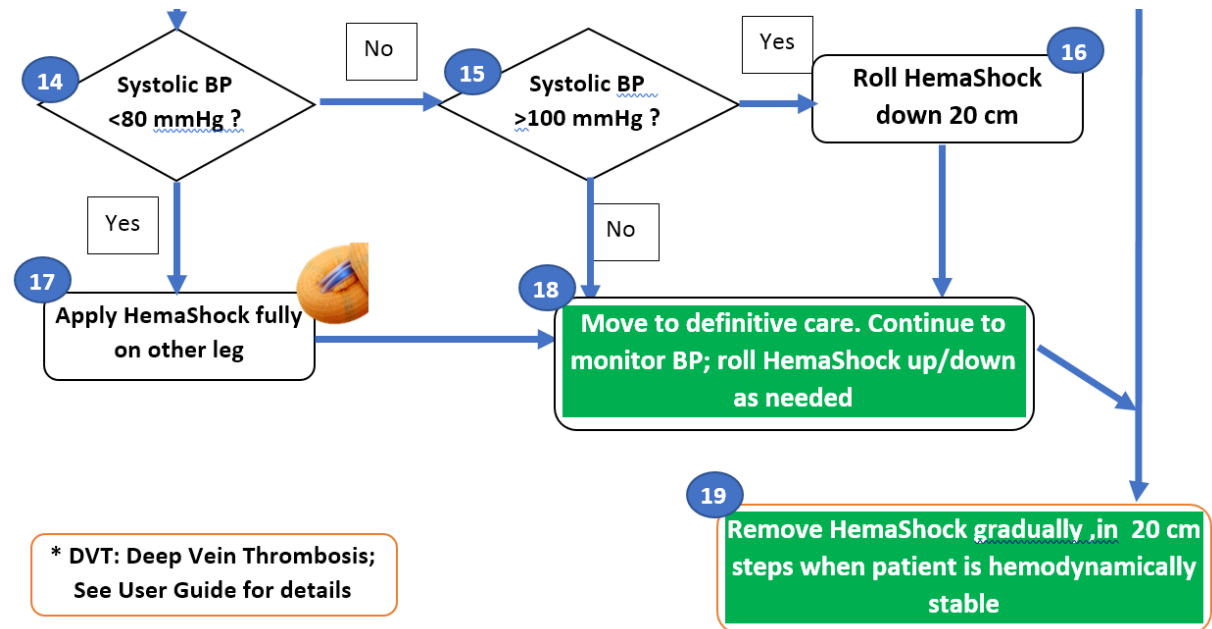 14
Systolic BP
<80 mmHg ?
No
15
Systolic BP
>100 mmHg ?
Yes
16
Roll HemaShock
down 20 cm
Yes
No
17
Apply HemaShock fully
on other leg
18
Move to definitive care. Continue to
monitor BP; roll HemaShock up/down
as needed
19
Remove HemaShock gradually ,in 20 cm
steps when patient is hemodynamically
stable
* DVT: Deep Vein Thrombosis;
See User Guide for details